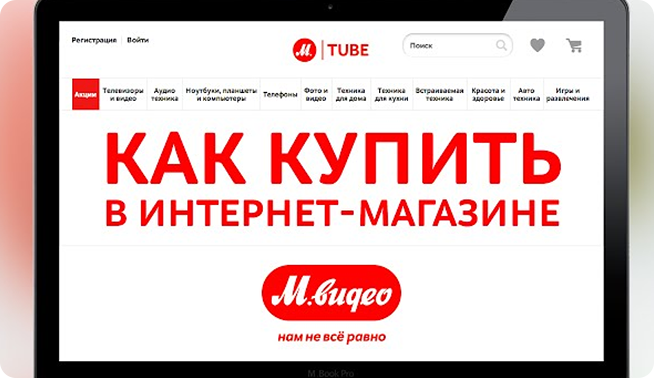 Регистрация Войти
М. TUBE
Поиск
Акции
Телевизоры и видео
Аудио техника
Ноутбуки, планшеты и компьютеры
Телефоны
Фото и видео
Техника для дома
Техника для кухни
Встраиваемая техника
Красота и здоровье
Авто техника
Игры и развлечения
КАК КУПИТЬ
В ИНТЕРНЕТ-МАГАЗИНЕ
М.видео
нам не всё равно
M.Book Pro